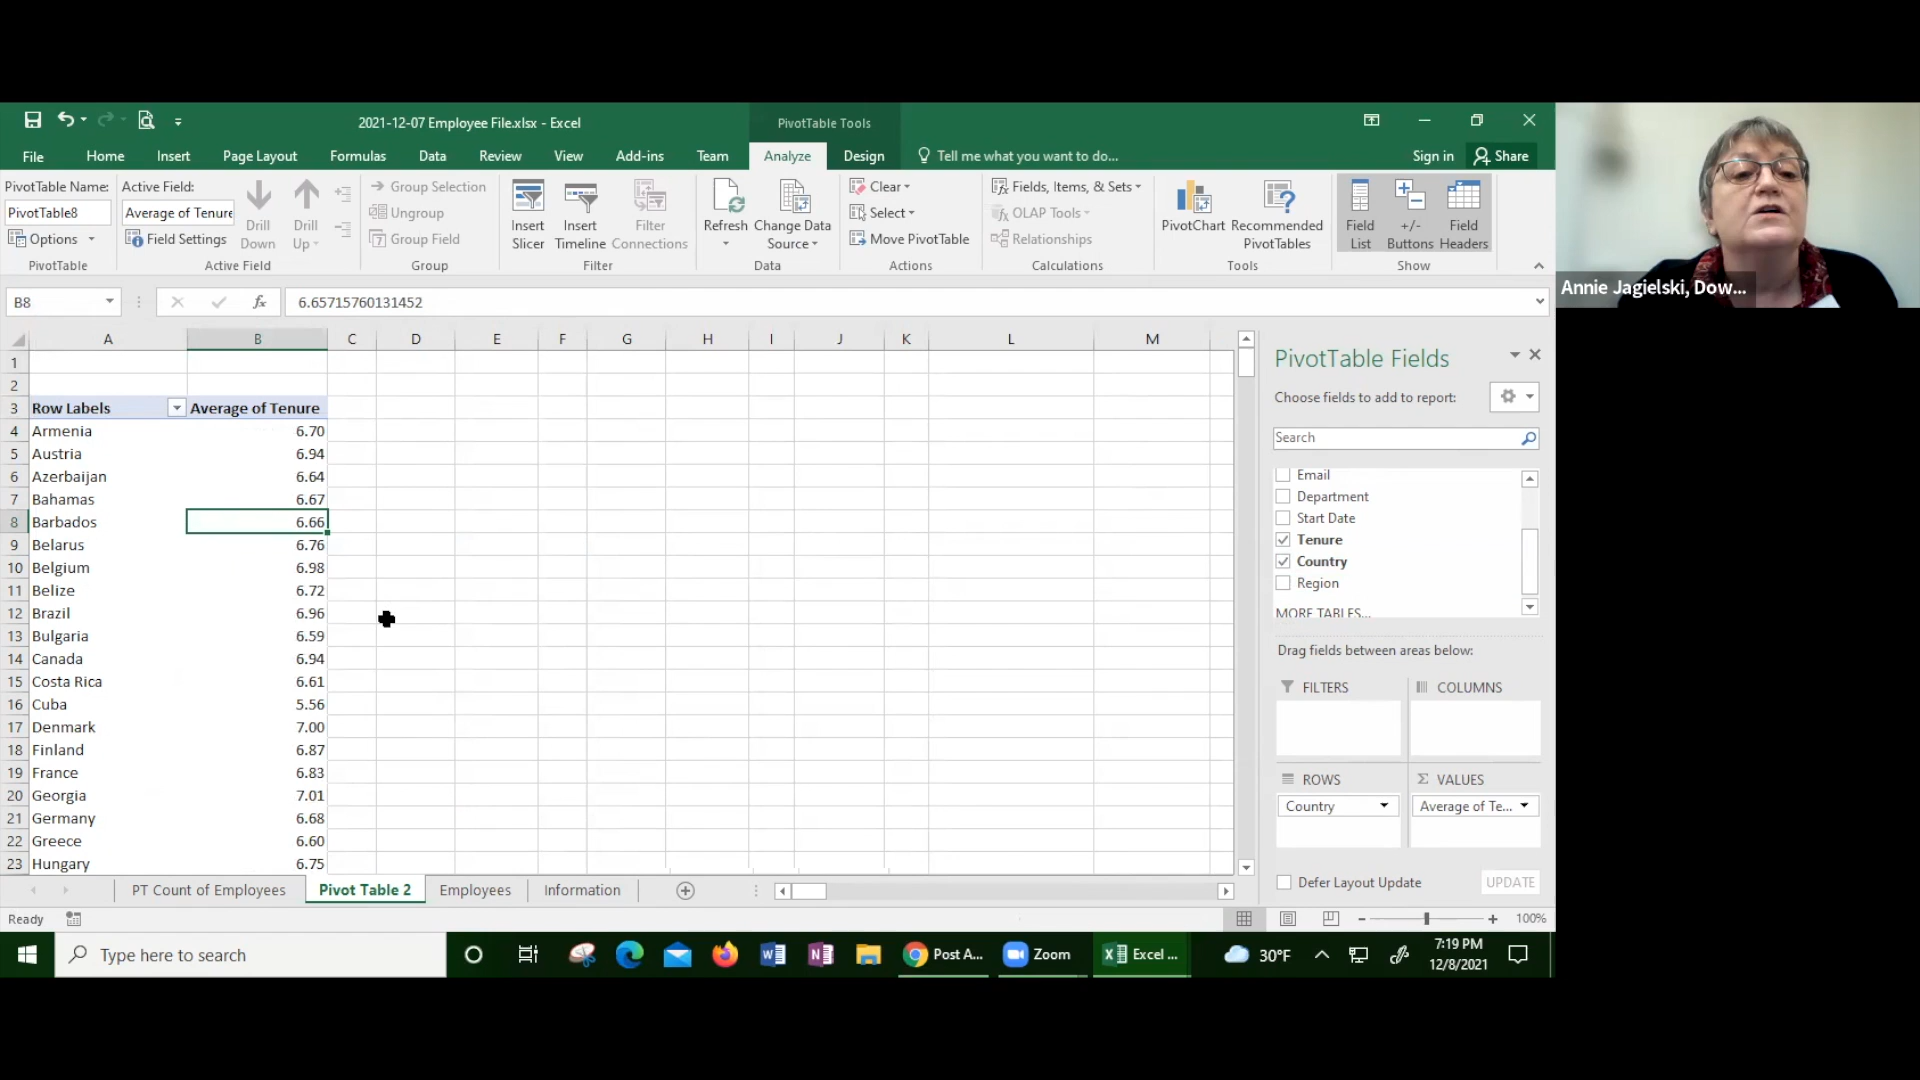 2021-12-07 Employee File.xlsx - Excel
PivotTable Tools
File Home Insert Page Layout Formulas Data Review View Add-ins Team Analyze Design Tell me what you want to do... Sign in Share
PivotTable Name: Active Field:
PivotTable8 Average of Tenure
Options Field Settings
Drill Down
Drill Up
Group Selection
Ungroup
Group Field
Insert Slicer
Insert Timeline
Filter Connections
Refresh
Change Data Source
Clear
Select
Move PivotTable
Fields, Items, & Sets
OLAP Tools
Relationships
PivotChart
Recommended PivotTables
Field List
+/- Buttons
Field Headers
PivotTable Active Field Group Filter Data Actions Calculations Tools Show
Annie Jagielski, Dow...
B8 fx 6.65715760131452
A B C D E F G H I J K L M
1
2
3 Row Labels Average of Tenure
4 Armenia 6.70
5 Austria 6.94
6 Azerbaijan 6.64
7 Bahamas 6.67
8 Barbados 6.66
9 Belarus 6.76
10 Belgium 6.98
11 Belize 6.72
12 Brazil 6.96
13 Bulgaria 6.59
14 Canada 6.94
15 Costa Rica 6.61
16 Cuba 5.56
17 Denmark 7.00
18 Finland 6.87
19 France 6.83
20 Georgia 7.01
21 Germany 6.68
22 Greece 6.60
23 Hungary 6.75
PivotTable Fields
Choose fields to add to report:
Search
Email
Department
Start Date
Tenure
Country
Region
MORE TABLES...
Drag fields between areas below:
FILTERS COLUMNS
ROWS Σ VALUES
Country Average of Te...
Defer Layout Update UPDATE
PT Count of Employees Pivot Table 2 Employees Information
Ready 100%
Type here to search Post A... Zoom Excel ... 30°F 7:19 PM
12/8/2021